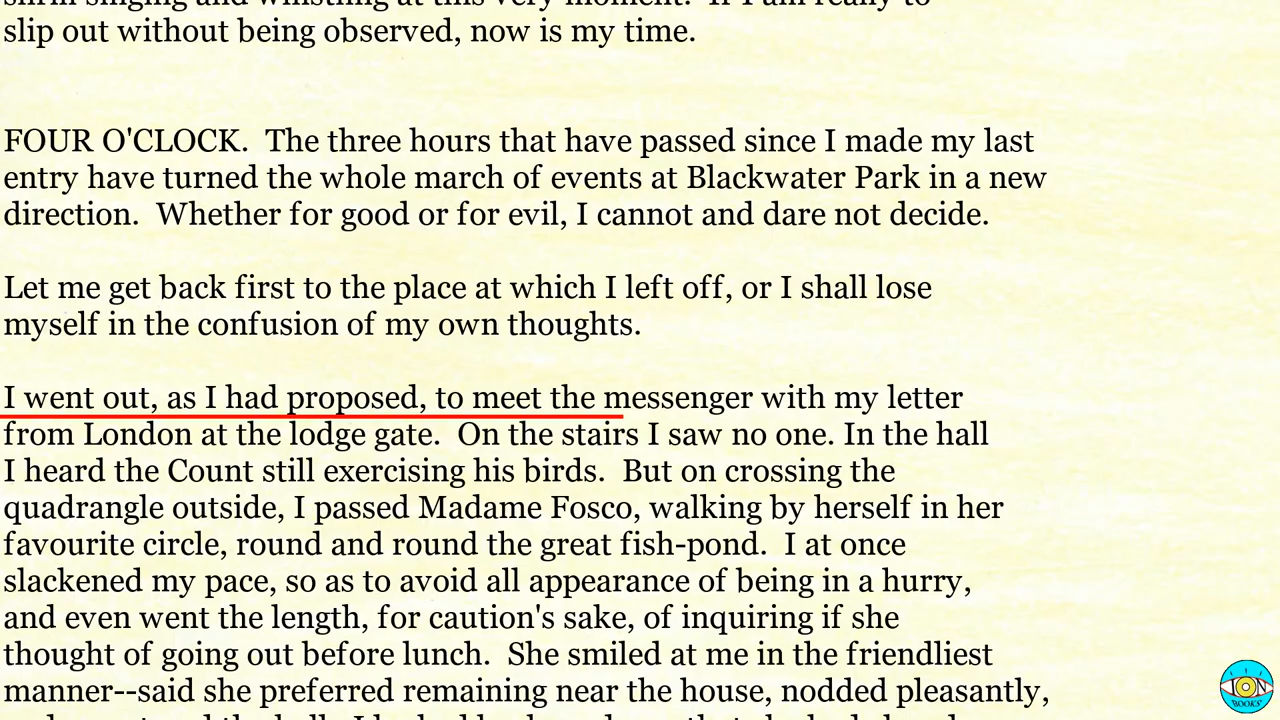 slip out without being observed, now is my time.
FOUR O'CLOCK.  The three hours that have passed since I made my last
entry have turned the whole march of events at Blackwater Park in a new
direction.  Whether for good or for evil, I cannot and dare not decide.
Let me get back first to the place at which I left off, or I shall lose
myself in the confusion of my own thoughts.
I went out, as I had proposed, to meet the messenger with my letter
from London at the lodge gate.  On the stairs I saw no one. In the hall
I heard the Count still exercising his birds.  But on crossing the
quadrangle outside, I passed Madame Fosco, walking by herself in her
favourite circle, round and round the great fish-pond.  I at once
slackened my pace, so as to avoid all appearance of being in a hurry,
and even went the length, for caution's sake, of inquiring if she
thought of going out before lunch.  She smiled at me in the friendliest
manner--said she preferred remaining near the house, nodded pleasantly,
ION
BOOKS